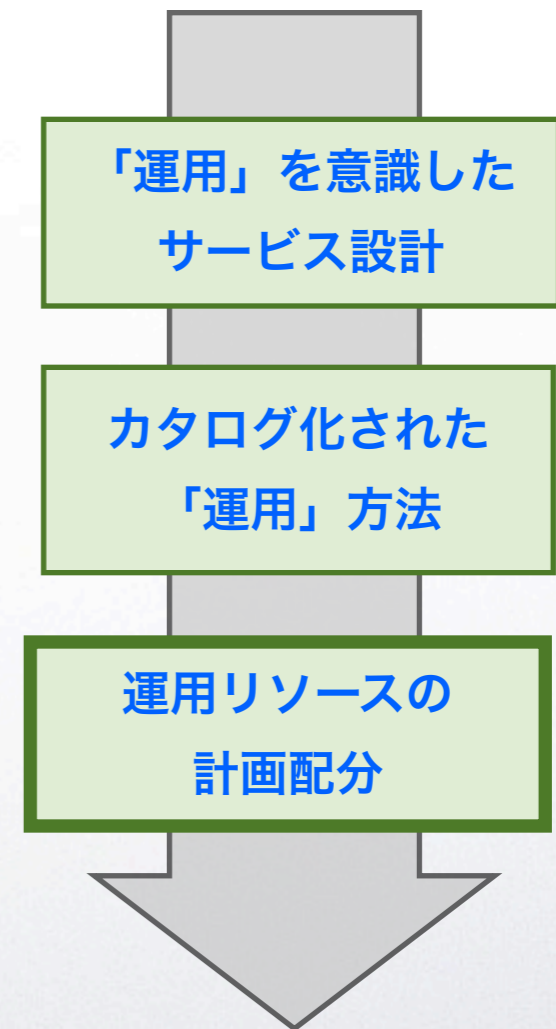 「運用」を意識した
サービス設計
カタログ化された
「運用」方法
運用リソースの
計画配分